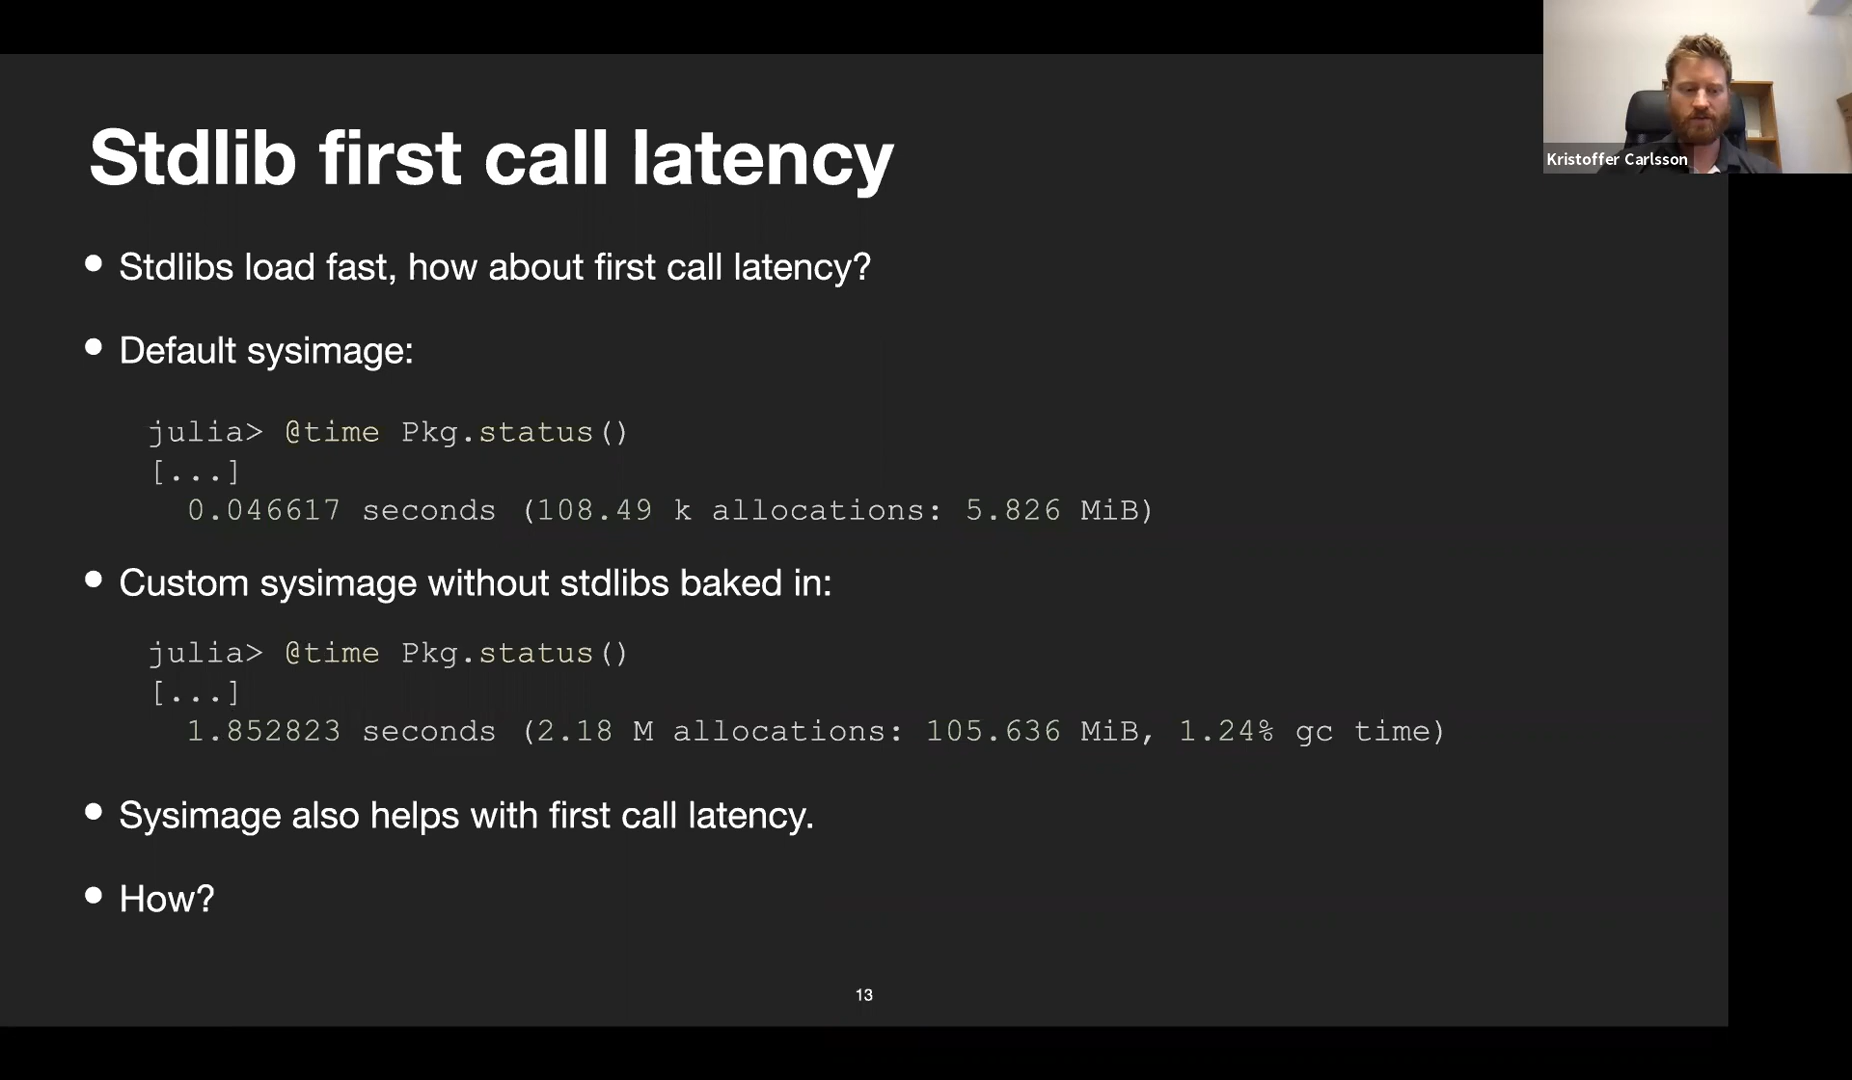 Kristoffer Carlsson
Stdlib first call latency
• Stdlibs load fast, how about first call latency?
• Default sysimage:
julia> @time Pkg.status()
[...]
0.046617 seconds (108.49 k allocations: 5.826 MiB)
• Custom sysimage without stdlibs baked in:
julia> @time Pkg.status()
[...]
1.852823 seconds (2.18 M allocations: 105.636 MiB, 1.24% gc time)
• Sysimage also helps with first call latency.
• How?
13